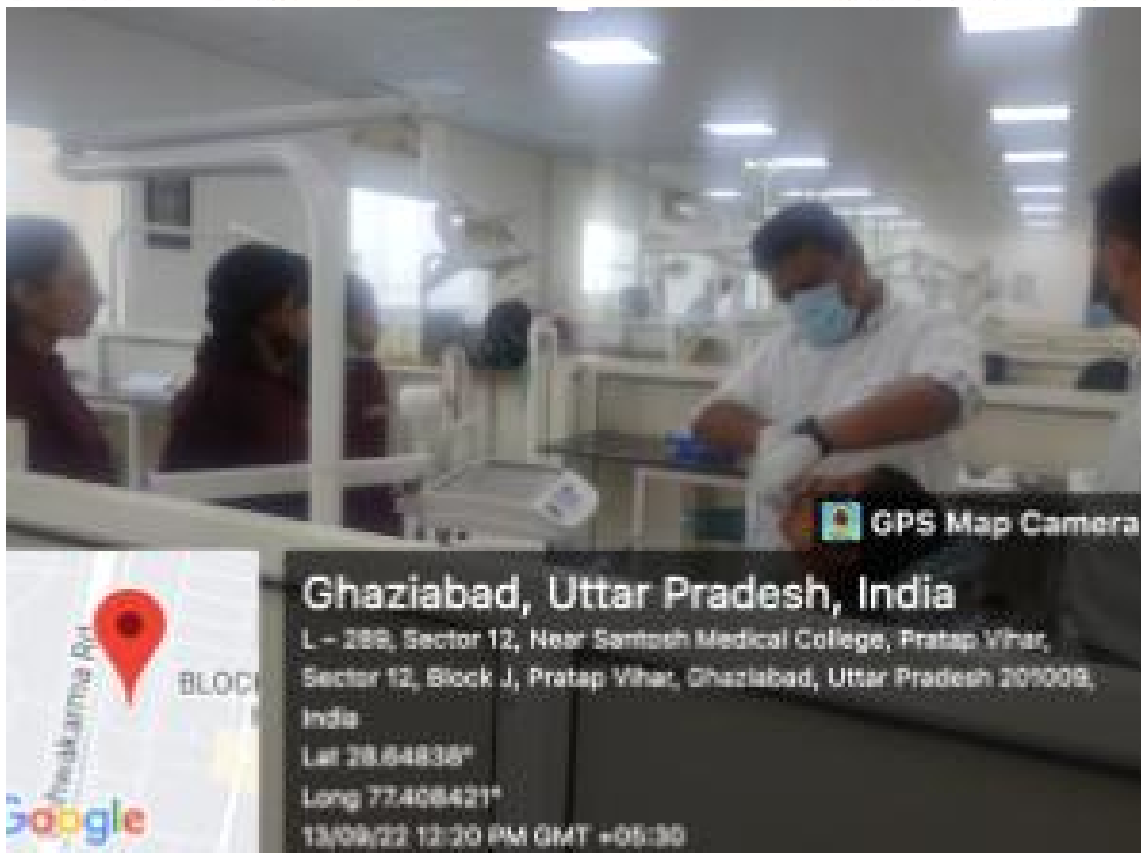 GPS Map Camera
Ghaziabad, Uttar Pradesh, India
L - 289, Sector 12, Near Santosh Medical College, Pratap Vihar,
Sector 12, Block J, Pratap Vihar, Ghaziabad, Uttar Pradesh 201009,
India
Lat 28.64838°
Long 77.408421°
13/09/22 12:20 PM GMT +05:30
BLOCK
hwakarma Rd
Google